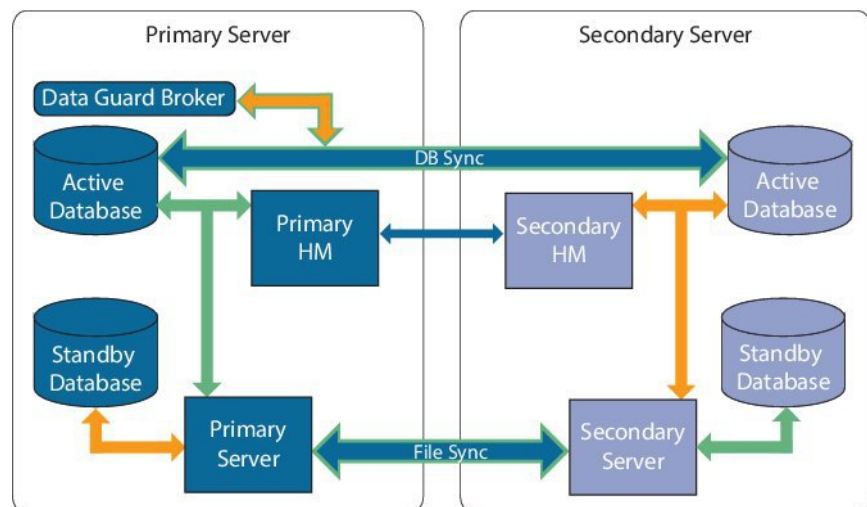 Primary Server
Secondary Server
Data Guard Broker
DB Sync
Active
Database
Primary
HM
Secondary
HM
Active
Database
Standby
Database
Standby
Database
Primary
Server
File Sync
Secondary
Server